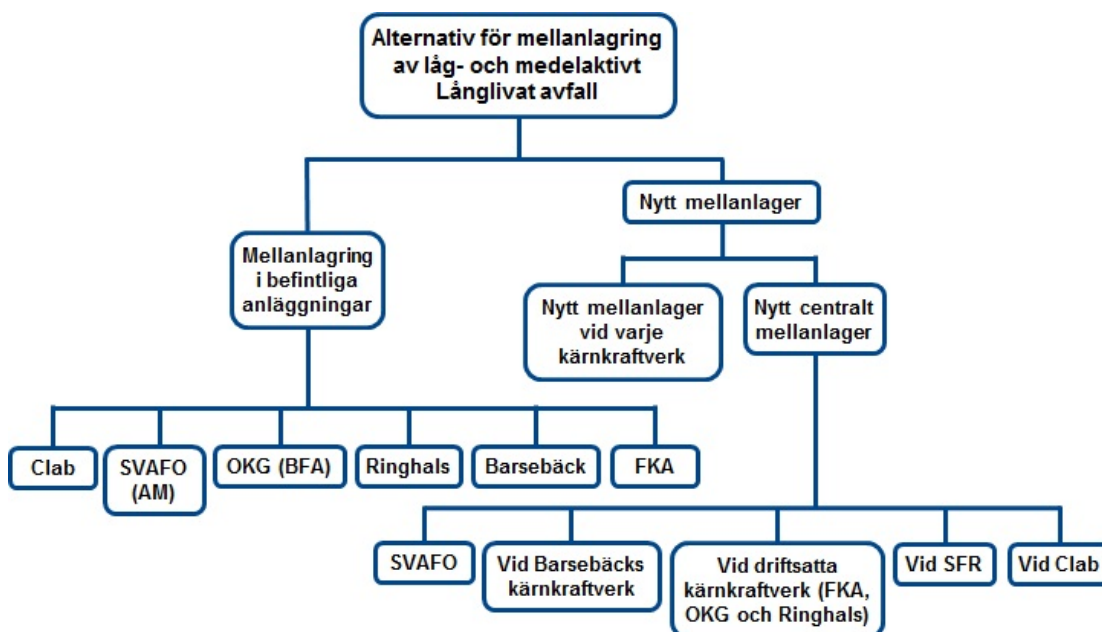 Alternativ för mellanlagring
av låg- och medelaktivt
Långlivat avfall
Nytt mellanlager
Mellanlagring
i befintliga
anläggningar
Nytt mellanlager
vid varje
kärnkraftverk
Nytt centralt
mellanlager
Clab
SVAFO
(AM)
OKG (BFA)
Ringhals
Barsebäck
FKA
SVAFO
Vid Barsebäcks
kärnkraftverk
Vid driftsatta
kärnkraftverk (FKA,
OKG och Ringhals)
Vid SFR
Vid Clab